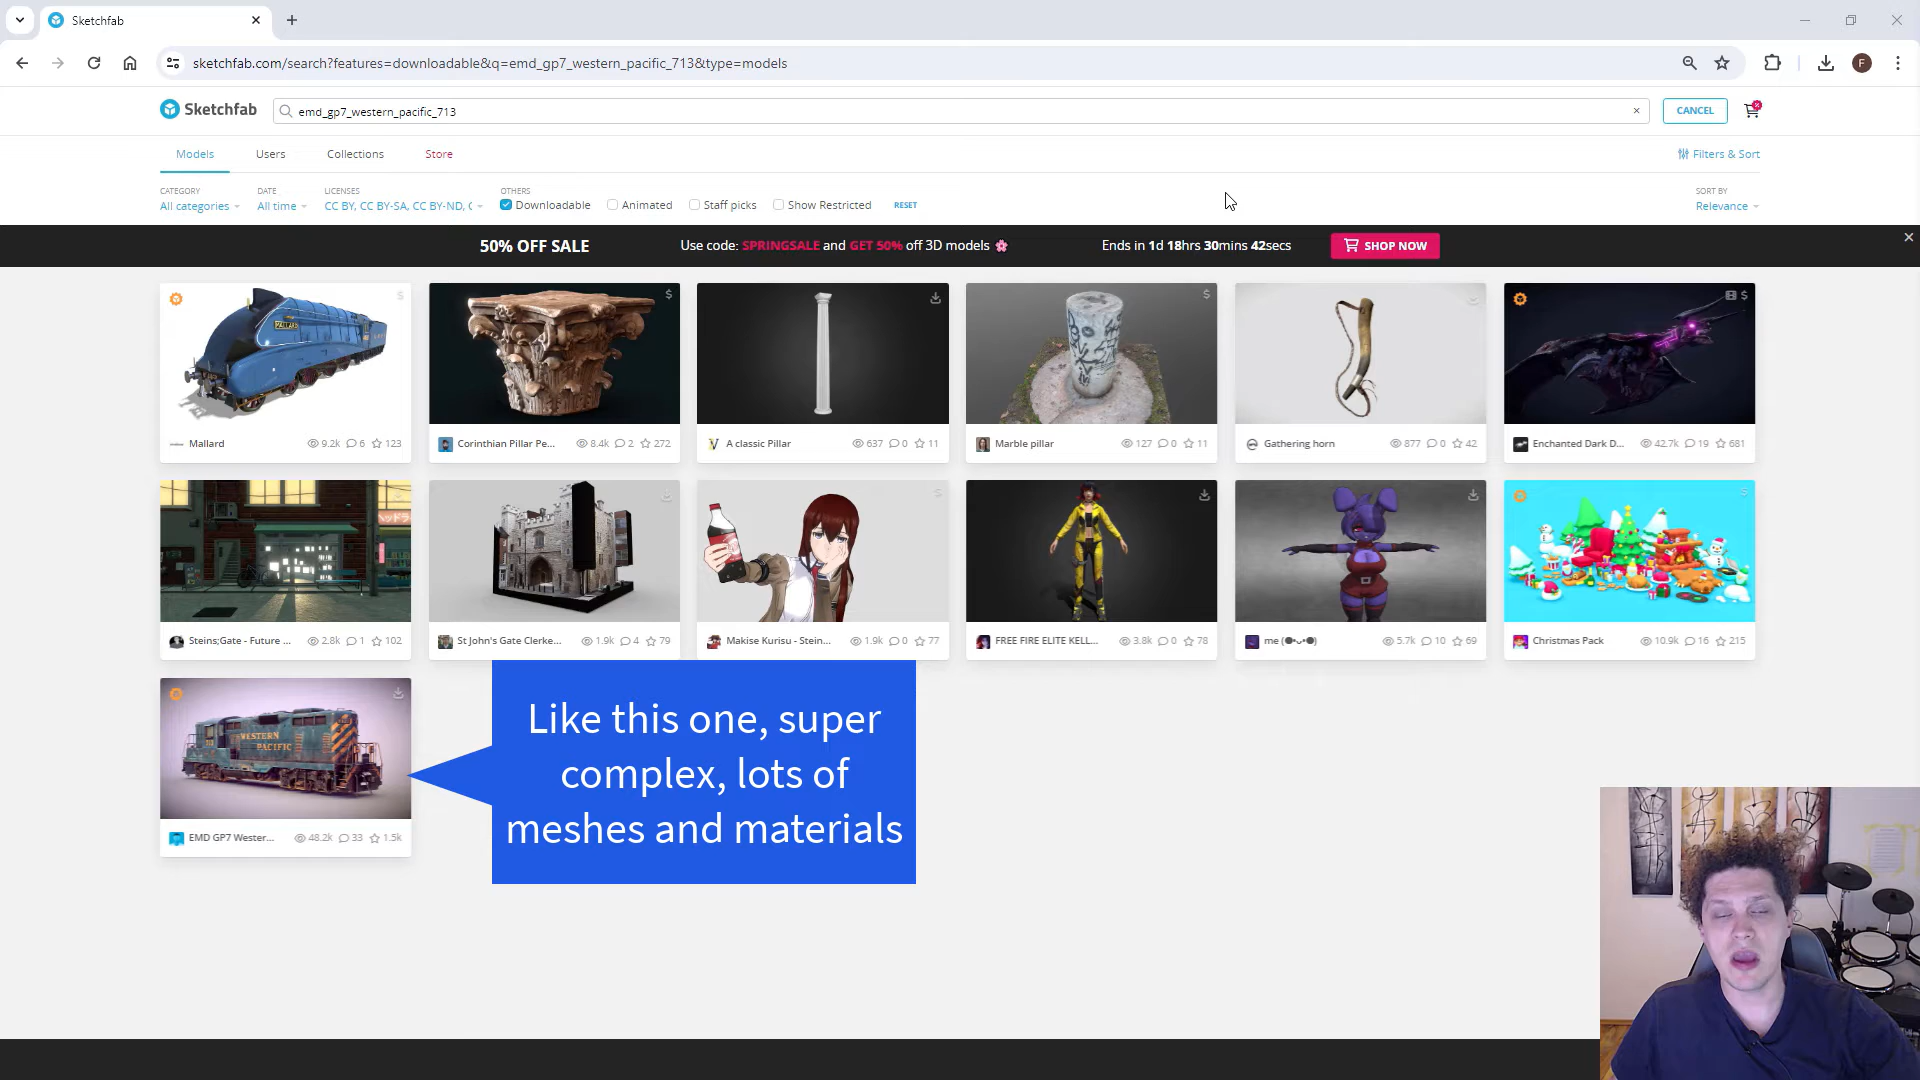 Sketchfab
sketchfab.com/search?features=downloadable&q=emd_gp7_western_pacific_713&type=models
F
Sketchfab
emd_gp7_western_pacific_713
CANCEL
Models Users Collections Store
Filters & Sort
CATEGORY DATE LICENSES OTHERS SORT BY
All categories All time CC BY, CC BY-SA, CC BY-ND, C Downloadable Animated Staff picks Show Restricted RESET Relevance
50% OFF SALE Use code: SPRINGSALE and GET 50% off 3D models Ends in 1d 18hrs 30mins 42secs SHOP NOW
MALLARD
Mallard 9.2k 6 123
Corinthian Pillar Pe... 8.4k 2 272
A classic Pillar 637 0 11
Marble pillar 127 0 11
Gathering horn 877 0 42
Enchanted Dark D... 42.7k 19 681
Steins;Gate - Future ... 2.8k 1 102
St John's Gate Clerke... 1.9k 4 79
Makise Kurisu - Stein... 1.9k 0 77
FREE FIRE ELITE KELL... 3.8k 0 78
me (●ᴗ●) 5.7k 10 69
Christmas Pack 10.9k 16 215
WESTERN
PACIFIC
EMD GP7 Wester... 48.2k 33 1.5k
Like this one, super
complex, lots of
meshes and materials